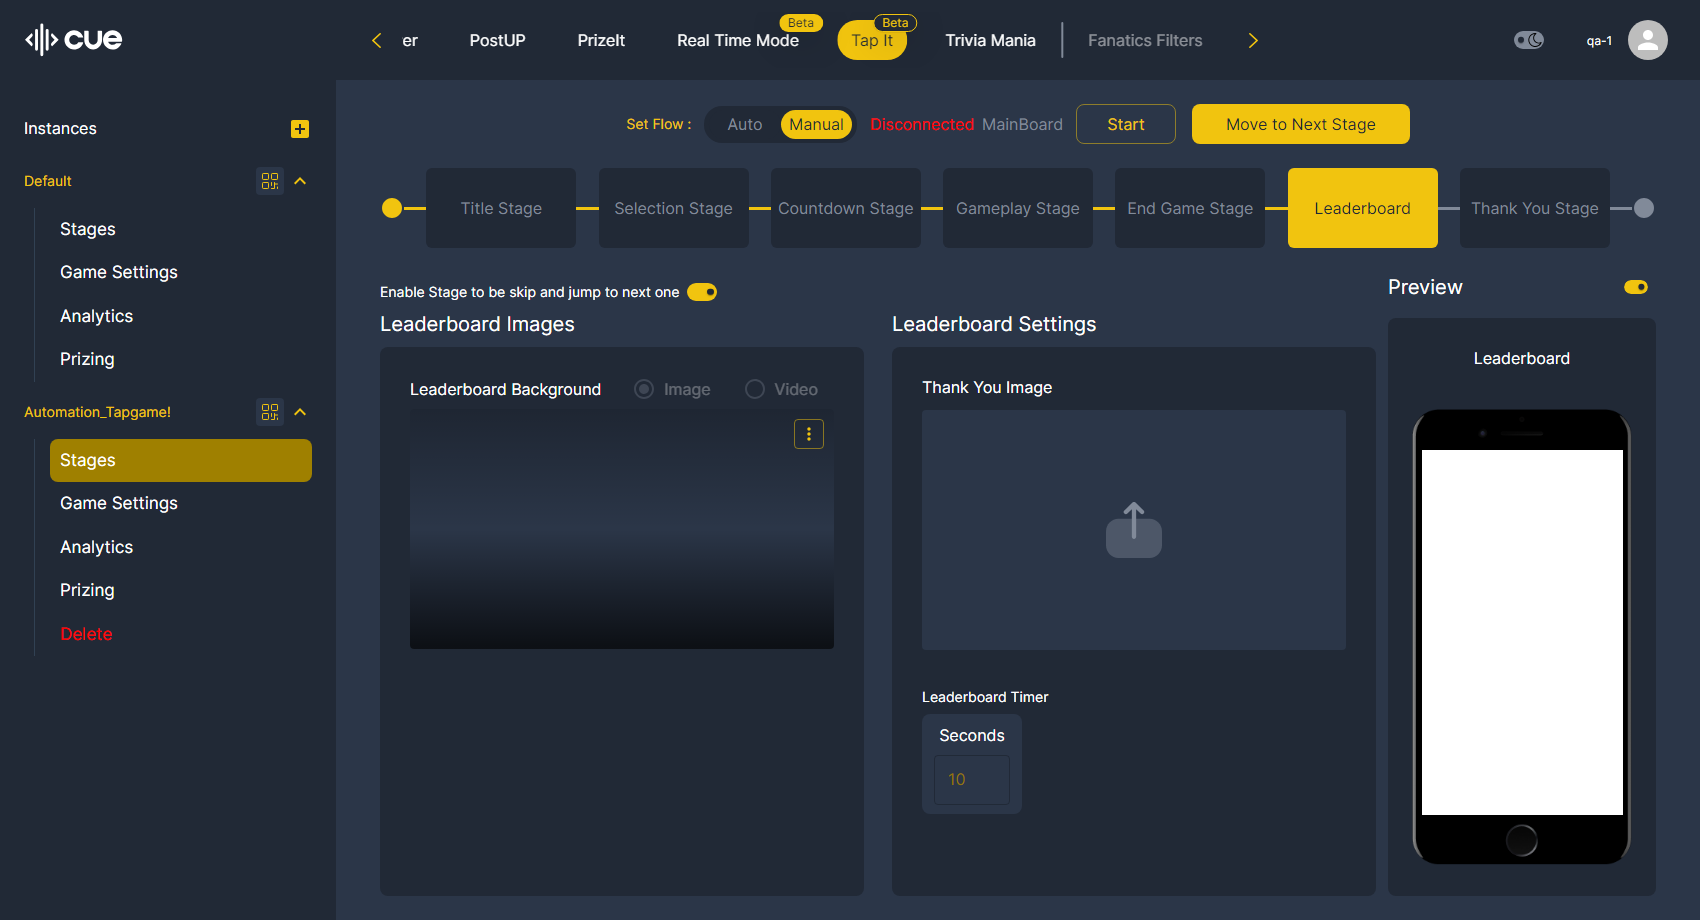 cue
er PostUP PrizeIt Real Time Mode Beta Tap It Beta Trivia Mania Fanatics Filters
qa-1
Instances
Default
Stages
Game Settings
Analytics
Prizing
Automation_Tapgame!
Stages
Game Settings
Analytics
Prizing
Delete
Set Flow : Auto Manual Disconnected MainBoard Start Move to Next Stage
Title Stage Selection Stage Countdown Stage Gameplay Stage End Game Stage Leaderboard Thank You Stage
Enable Stage to be skip and jump to next one
Leaderboard Images
Leaderboard Background Image Video
Leaderboard Settings
Thank You Image
Leaderboard Timer
Seconds
10
Preview
Leaderboard